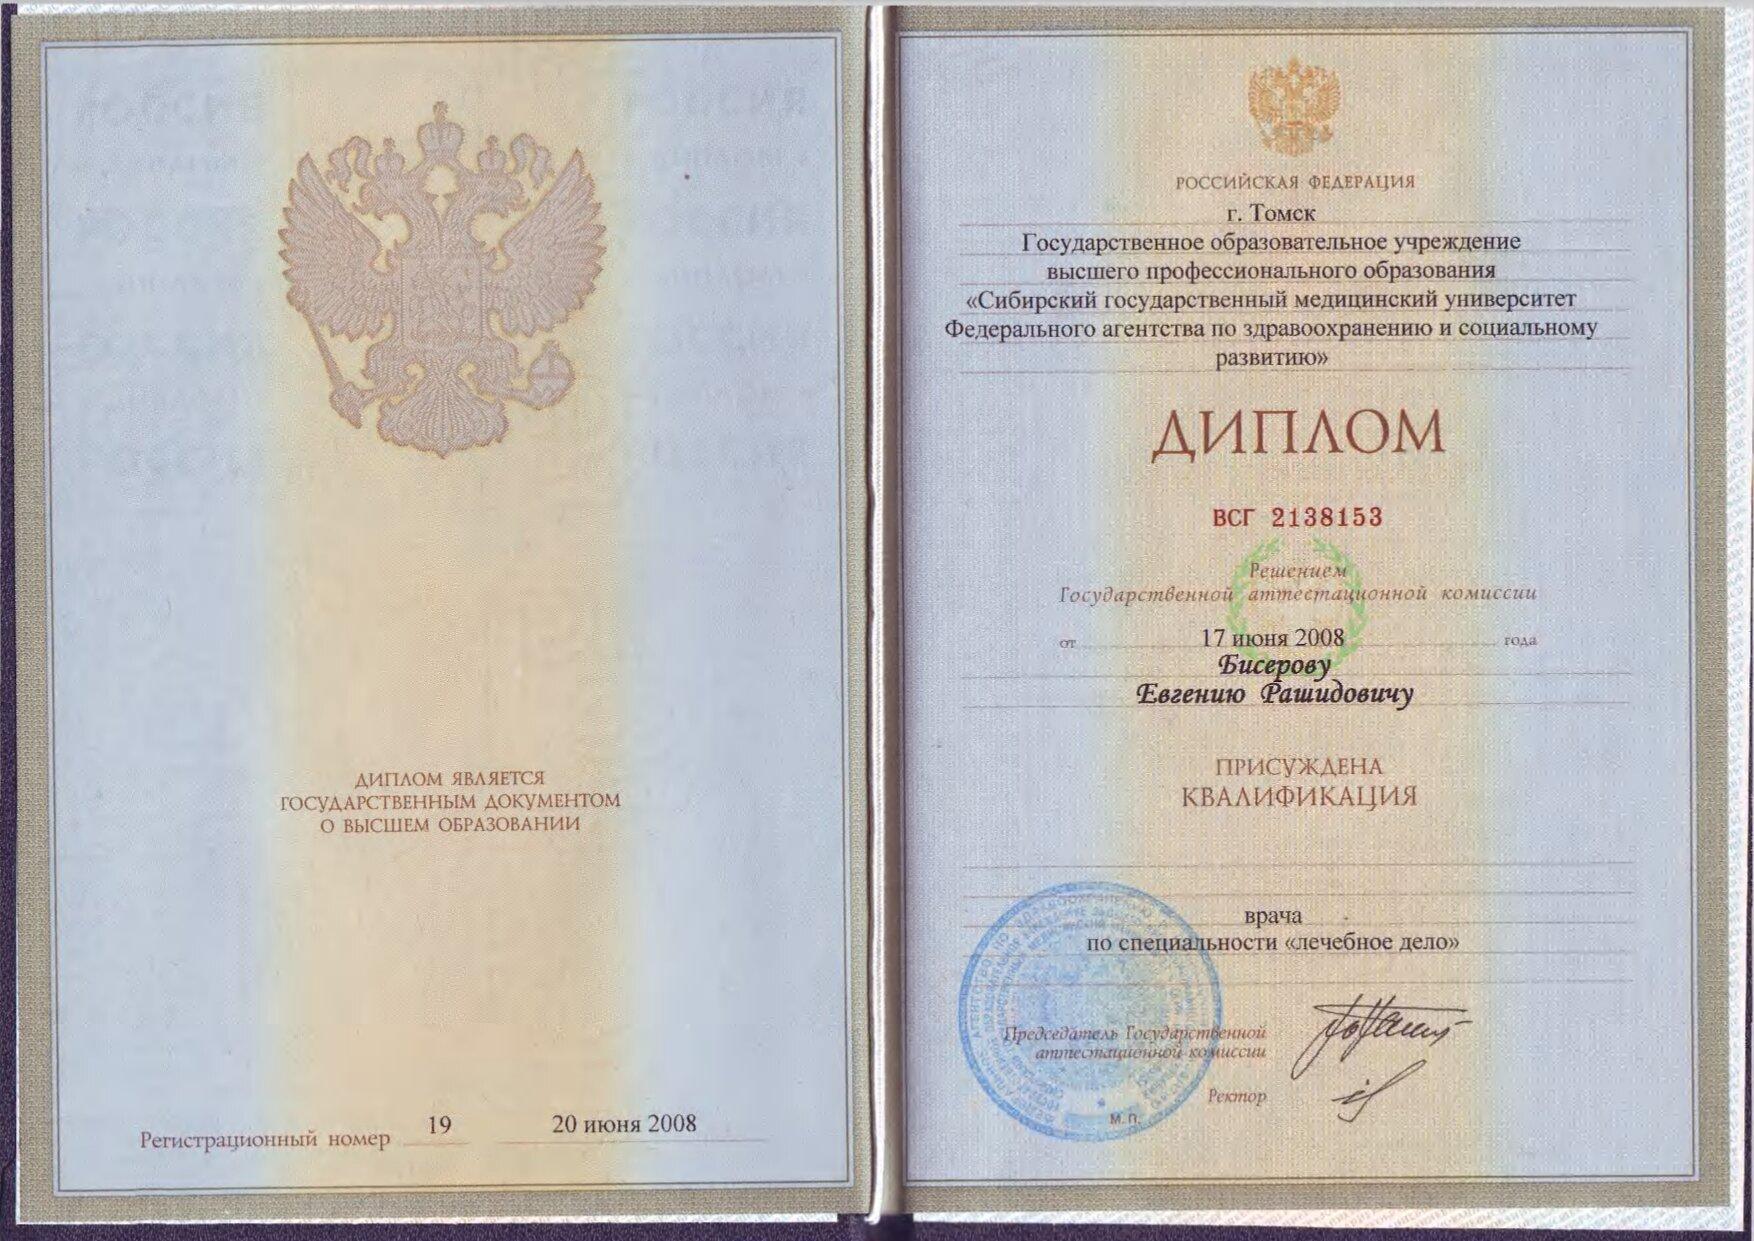 ДИПЛОМ ЯВЛЯЕТСЯ
ГОСУДАРСТВЕННЫМ ДОКУМЕНТОМ
О ВЫСШЕМ ОБРАЗОВАНИИ
Регистрационный номер 19 20 июня 2008
РОССИЙСКАЯ ФЕДЕРАЦИЯ
г. Томск
Государственное образовательное учреждение
высшего профессионального образования
«Сибирский государственный медицинский университет
Федерального агентства по здравоохранению и социальному
развитию»
ДИПЛОМ
ВСГ 2138153
Решением
Государственной аттестационной комиссии
от 17 июня 2008 года
Бисерову
Евгению Рашидовичу
ПРИСУЖДЕНА
КВАЛИФИКАЦИЯ
врача
по специальности «лечебное дело»
Председатель Государственной
аттестационной комиссии
Ректор
М.П.